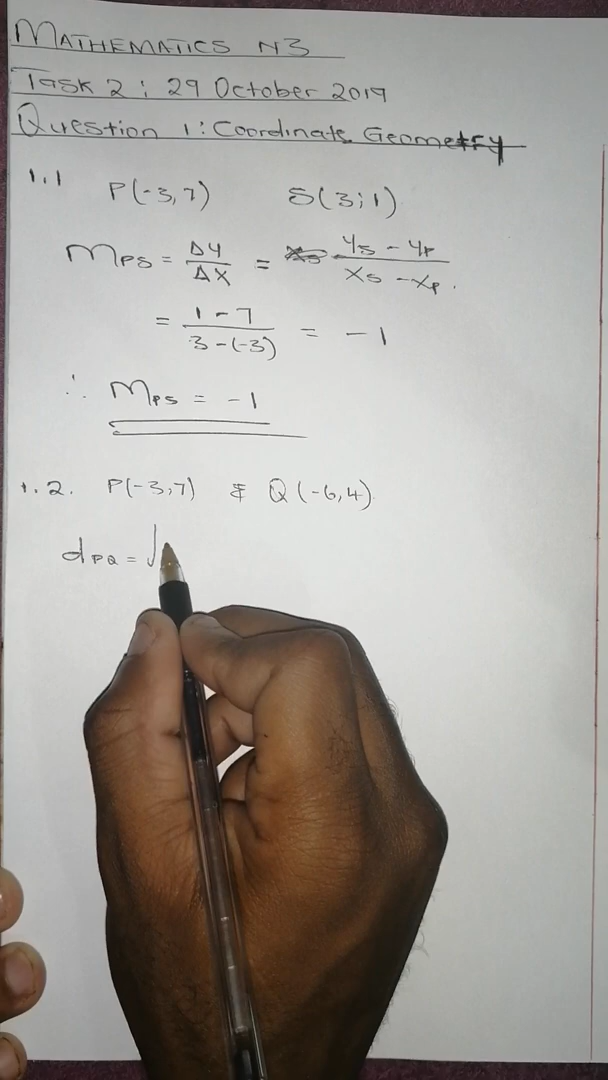 MATHEMATICS N3
Task 2 : 29 October 2019
Question 1 : Coordinate Geometry
1.1 P(-3,7) S(3;1)
MPS = Δy/Δx = yS - yP / xS - xP.
= 1 - 7 / 3 - (-3) = -1
∴ MPS = -1
1.2. P(-3,7) & Q(-6,4)
dPQ = √